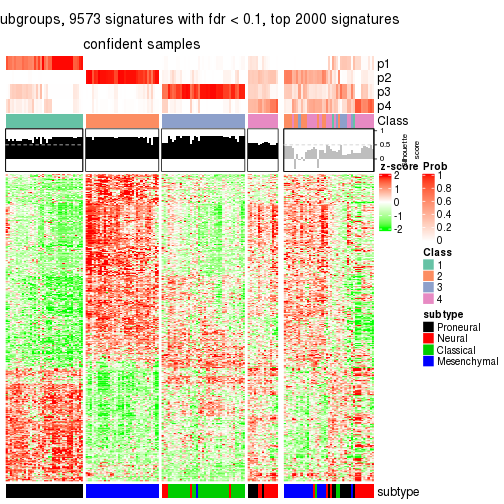 ubgroups, 9573 signatures with fdr < 0.1, top 2000 signatures
confident samples
p1
p2
p3
p4
Class
1
0.5
0
silhouette
score
z-score
2
1
0
-1
-2
Prob
1
0.8
0.6
0.4
0.2
0
Class
1
2
3
4
subtype
Proneural
Neural
Classical
Mesenchymal
subtype